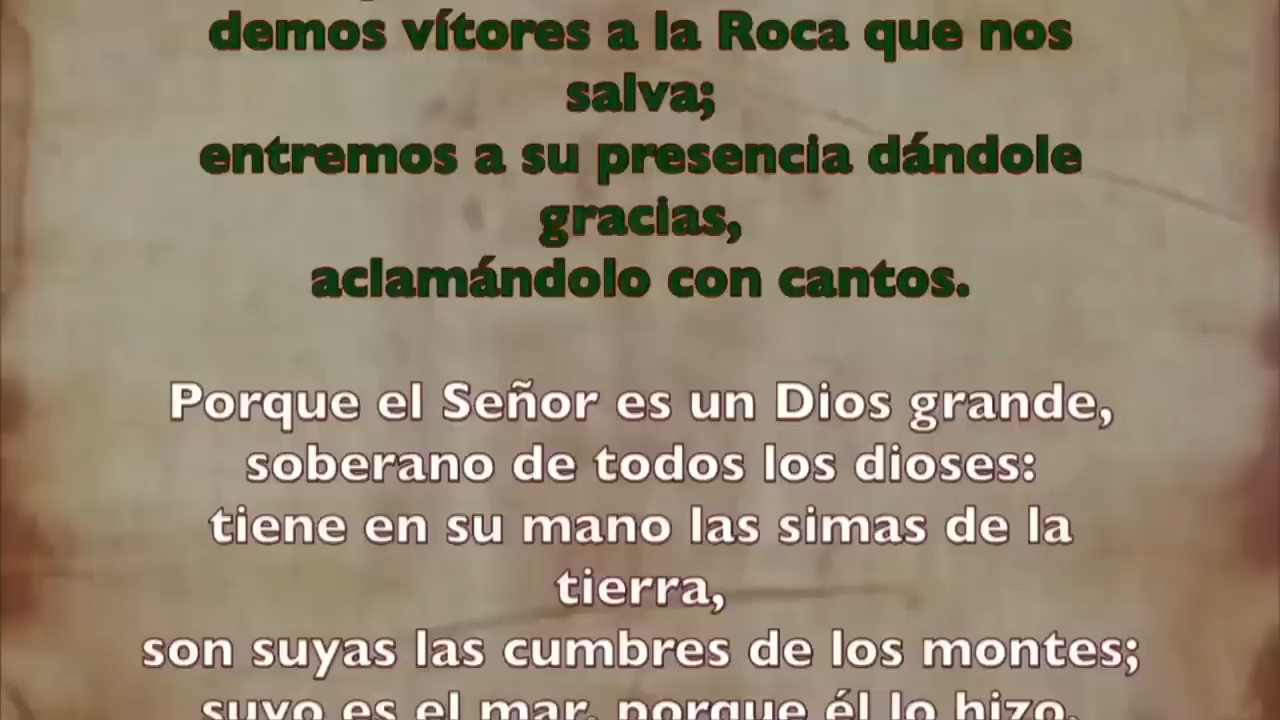 demos vítores a la Roca que nos
salva;
entremos a su presencia dándole
gracias,
aclamándolo con cantos.
Porque el Señor es un Dios grande,
soberano de todos los dioses:
tiene en su mano las simas de la
tierra,
son suyas las cumbres de los montes;
suyo es el mar, porque él lo hizo,